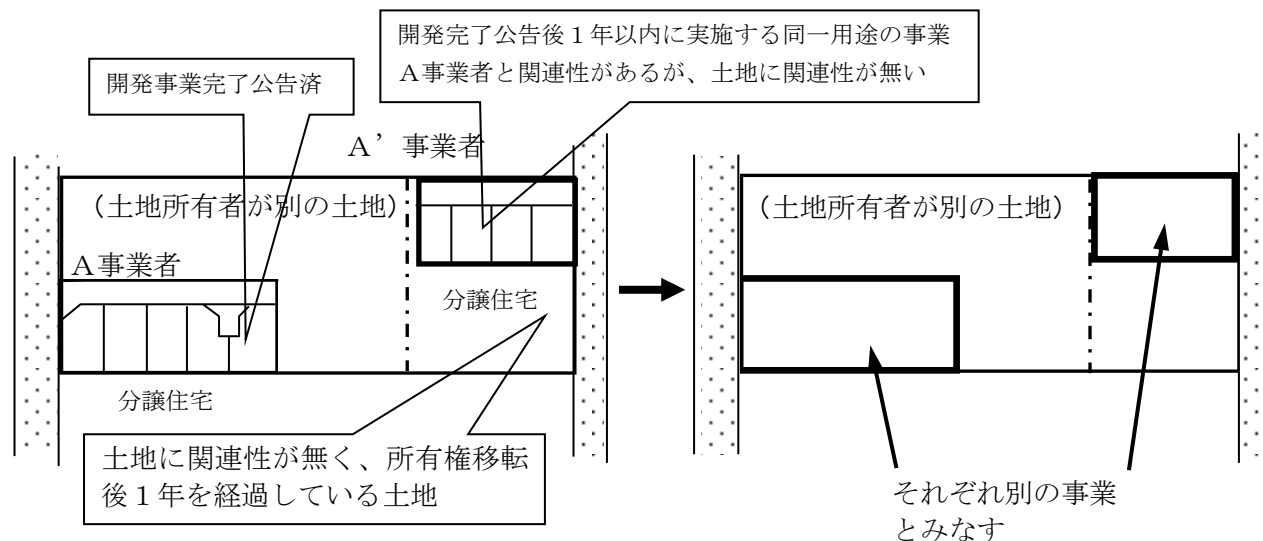 開発完了公告後１年以内に実施する同一用途の事業
Ａ事業者と関連性があるが、土地に関連性が無い
開発事業完了公告済
Ａ’事業者
（土地所有者が別の土地）
Ａ事業者
分譲住宅
分譲住宅
土地に関連性が無く、所有権移転
後１年を経過している土地
（土地所有者が別の土地）
それぞれ別の事業
とみなす